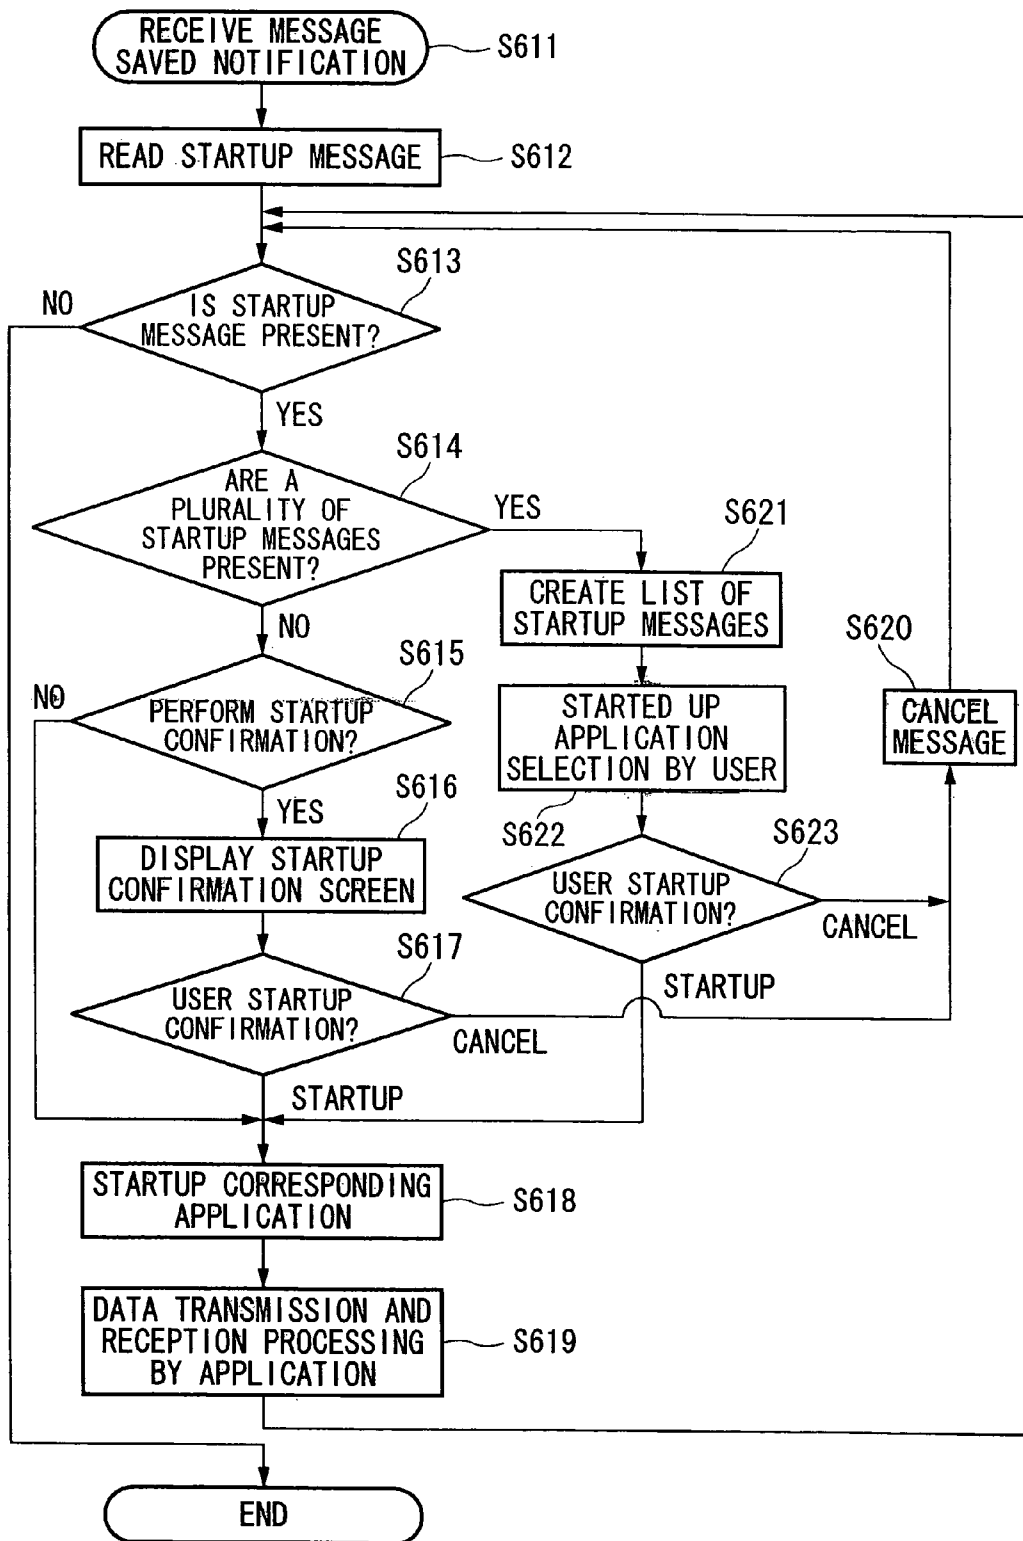 RECEIVE MESSAGE
SAVED NOTIFICATION
S611
READ STARTUP MESSAGE
S612
S613
NO
IS STARTUP
MESSAGE PRESENT?
YES
S614
ARE A
PLURALITY OF
STARTUP MESSAGES
PRESENT?
YES
S621
CREATE LIST OF
STARTUP MESSAGES
NO
S615
S620
NO
PERFORM STARTUP
CONFIRMATION?
STARTED UP
APPLICATION
SELECTION BY USER
CANCEL
MESSAGE
S616
YES
S622
S623
DISPLAY STARTUP
CONFIRMATION SCREEN
USER STARTUP
CONFIRMATION?
CANCEL
S617
STARTUP
USER STARTUP
CONFIRMATION?
CANCEL
STARTUP
STARTUP CORRESPONDING
APPLICATION
S618
DATA TRANSMISSION AND
RECEPTION PROCESSING
BY APPLICATION
S619
END